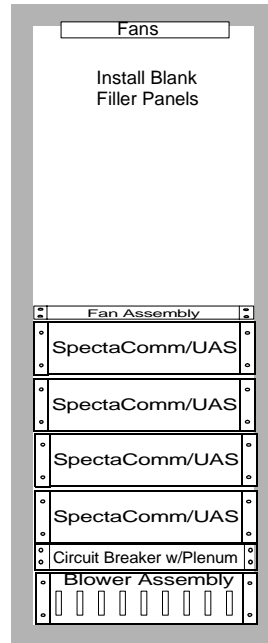 Fans
Install Blank
Filler Panels
Fan Assembly
SpectaComm/UAS
SpectaComm/UAS
SpectaComm/UAS
SpectaComm/UAS
Circuit Breaker w/Plenum
Blower Assembly